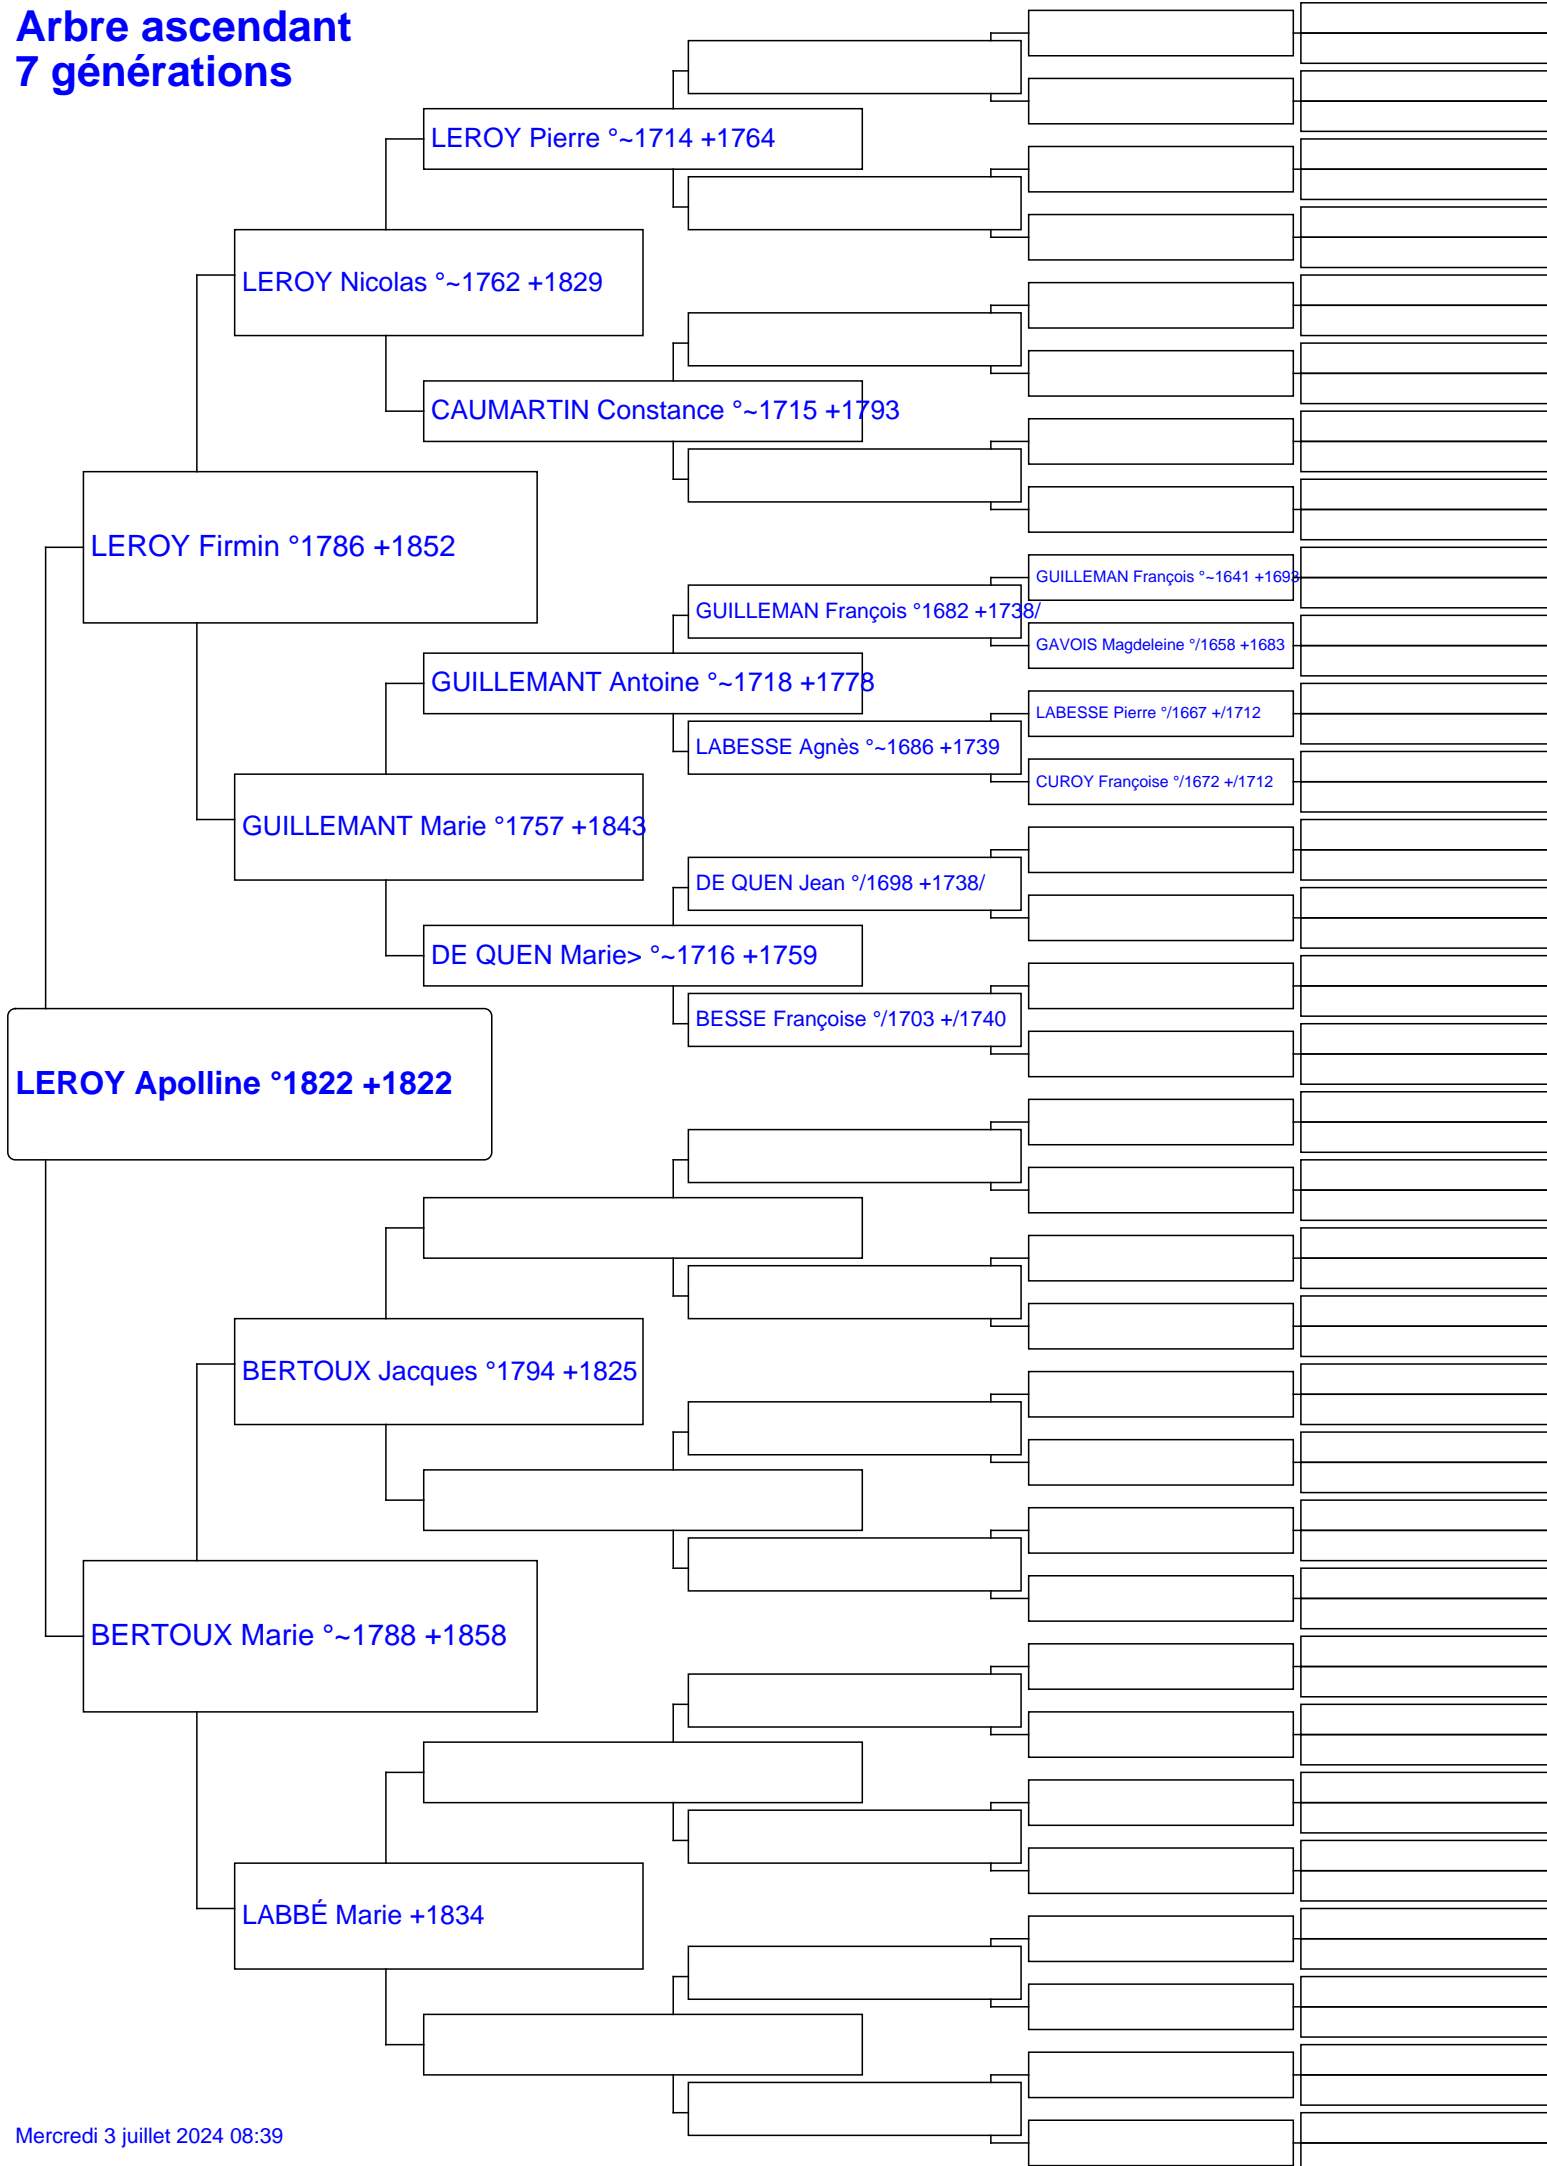 Arbre ascendant
7 générations
LEROY Pierre °~1714 +1764
LEROY Nicolas °~1762 +1829
CAUMARTIN Constance °~1715 +1793
LEROY Firmin °1786 +1852
GUILLEMAN François °~1641 +1693
GUILLEMAN François °1682 +1738/
GAVOIS Magdeleine °/1658 +1683
GUILLEMANT Antoine °~1718 +1778
LABESSE Pierre °/1667 +/1712
LABESSE Agnès °~1686 +1739
CUROY Françoise °/1672 +/1712
GUILLEMANT Marie °1757 +1843
DE QUEN Jean °/1698 +1738/
DE QUEN Marie> °~1716 +1759
BESSE Françoise °/1703 +/1740
LEROY Apolline °1822 +1822
BERTOUX Jacques °1794 +1825
BERTOUX Marie °~1788 +1858
LABBÉ Marie +1834
Mercredi 3 juillet 2024 08:39